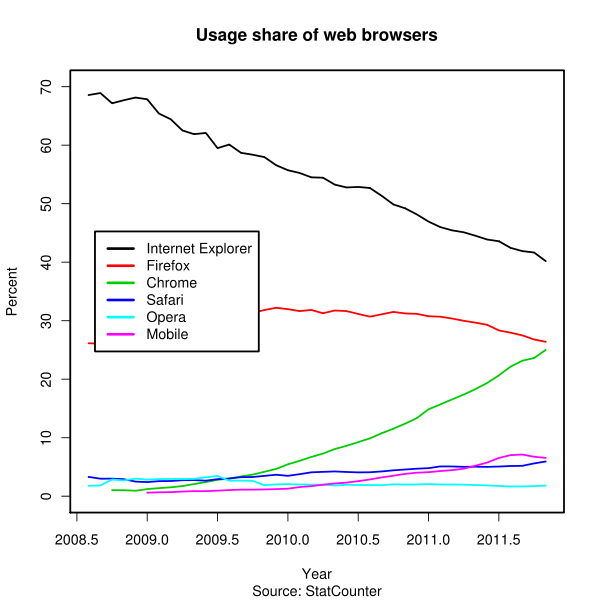 Usage share of web browsers
Percent
70
60
50
40
30
20
10
0
Internet Explorer
Firefox
Chrome
Safari
Opera
Mobile
2008.5 2009.0 2009.5 2010.0 2010.5 2011.0 2011.5
Year
Source: StatCounter